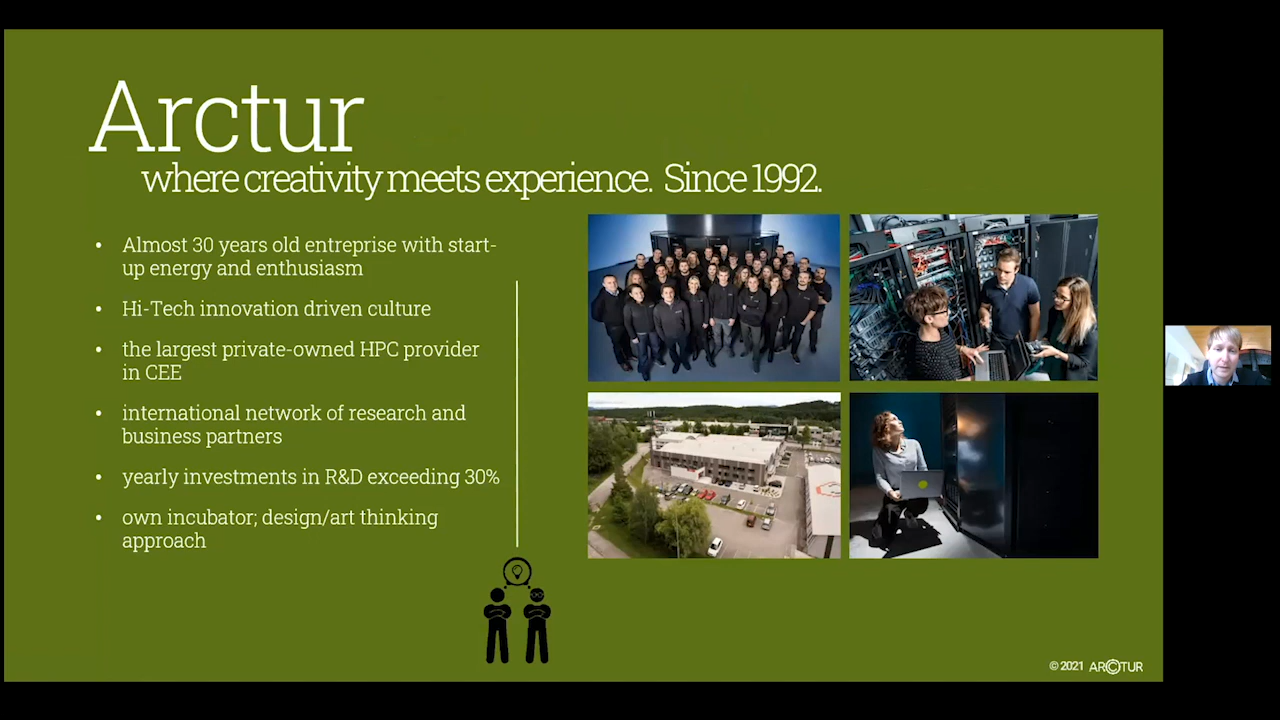 Arctur
where creativity meets experience. Since 1992.
• Almost 30 years old entreprise with start-
up energy and enthusiasm
• Hi-Tech innovation driven culture
• the largest private-owned HPC provider
in CEE
• international network of research and
business partners
• yearly investments in R&D exceeding 30%
• own incubator; design/art thinking
approach
© 2021 ARCTUR